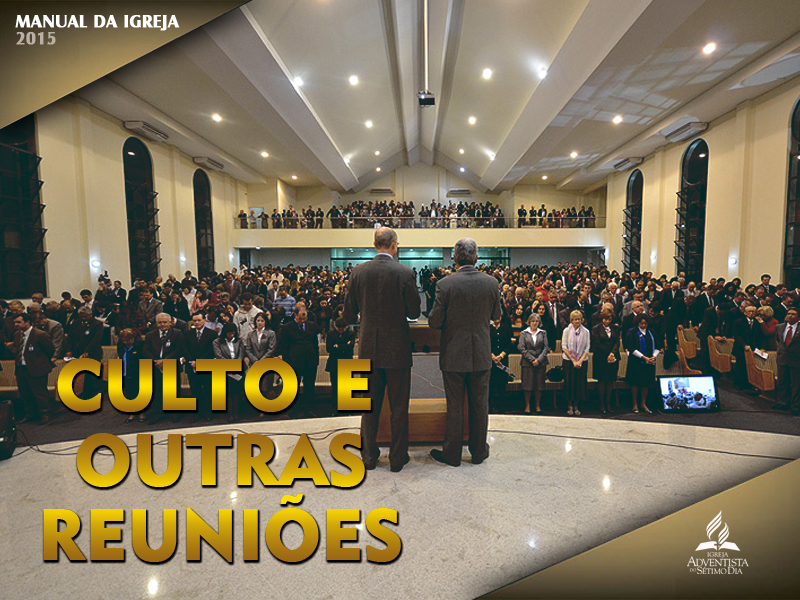 MANUAL DA IGREJA
2015
CULTO E
OUTRAS
REUNIÕES
IGREJA
ADVENTISTA
DO SÉTIMO DIA